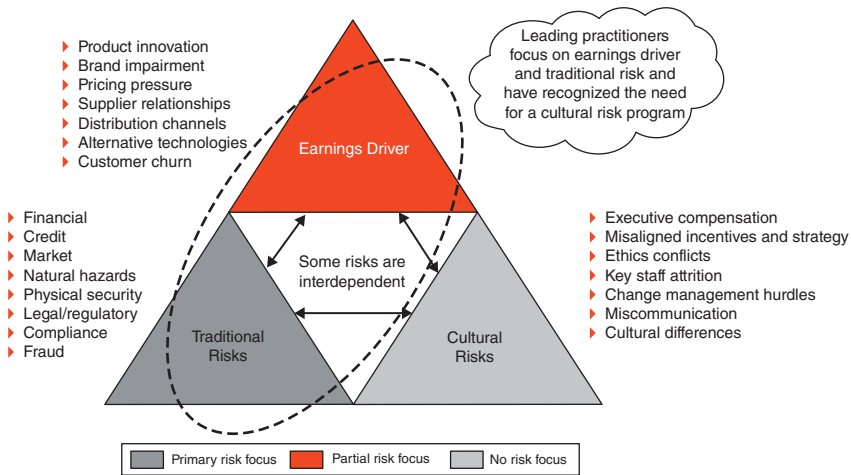 Product innovation
Brand impairment
Pricing pressure
Supplier relationships
Distribution channels
Alternative technologies
Customer churn
Leading practitioners
focus on earnings driver
and traditional risk and
have recognized the need
for a cultural risk program
Earnings Driver
Financial
Credit
Market
Natural hazards
Physical security
Legal/regulatory
Compliance
Fraud
Some risks are
interdependent
Executive compensation
Misaligned incentives and strategy
Ethics conflicts
Key staff attrition
Change management hurdles
Miscommunication
Cultural differences
Traditional
Risks
Cultural
Risks
Primary risk focus
Partial risk focus
No risk focus